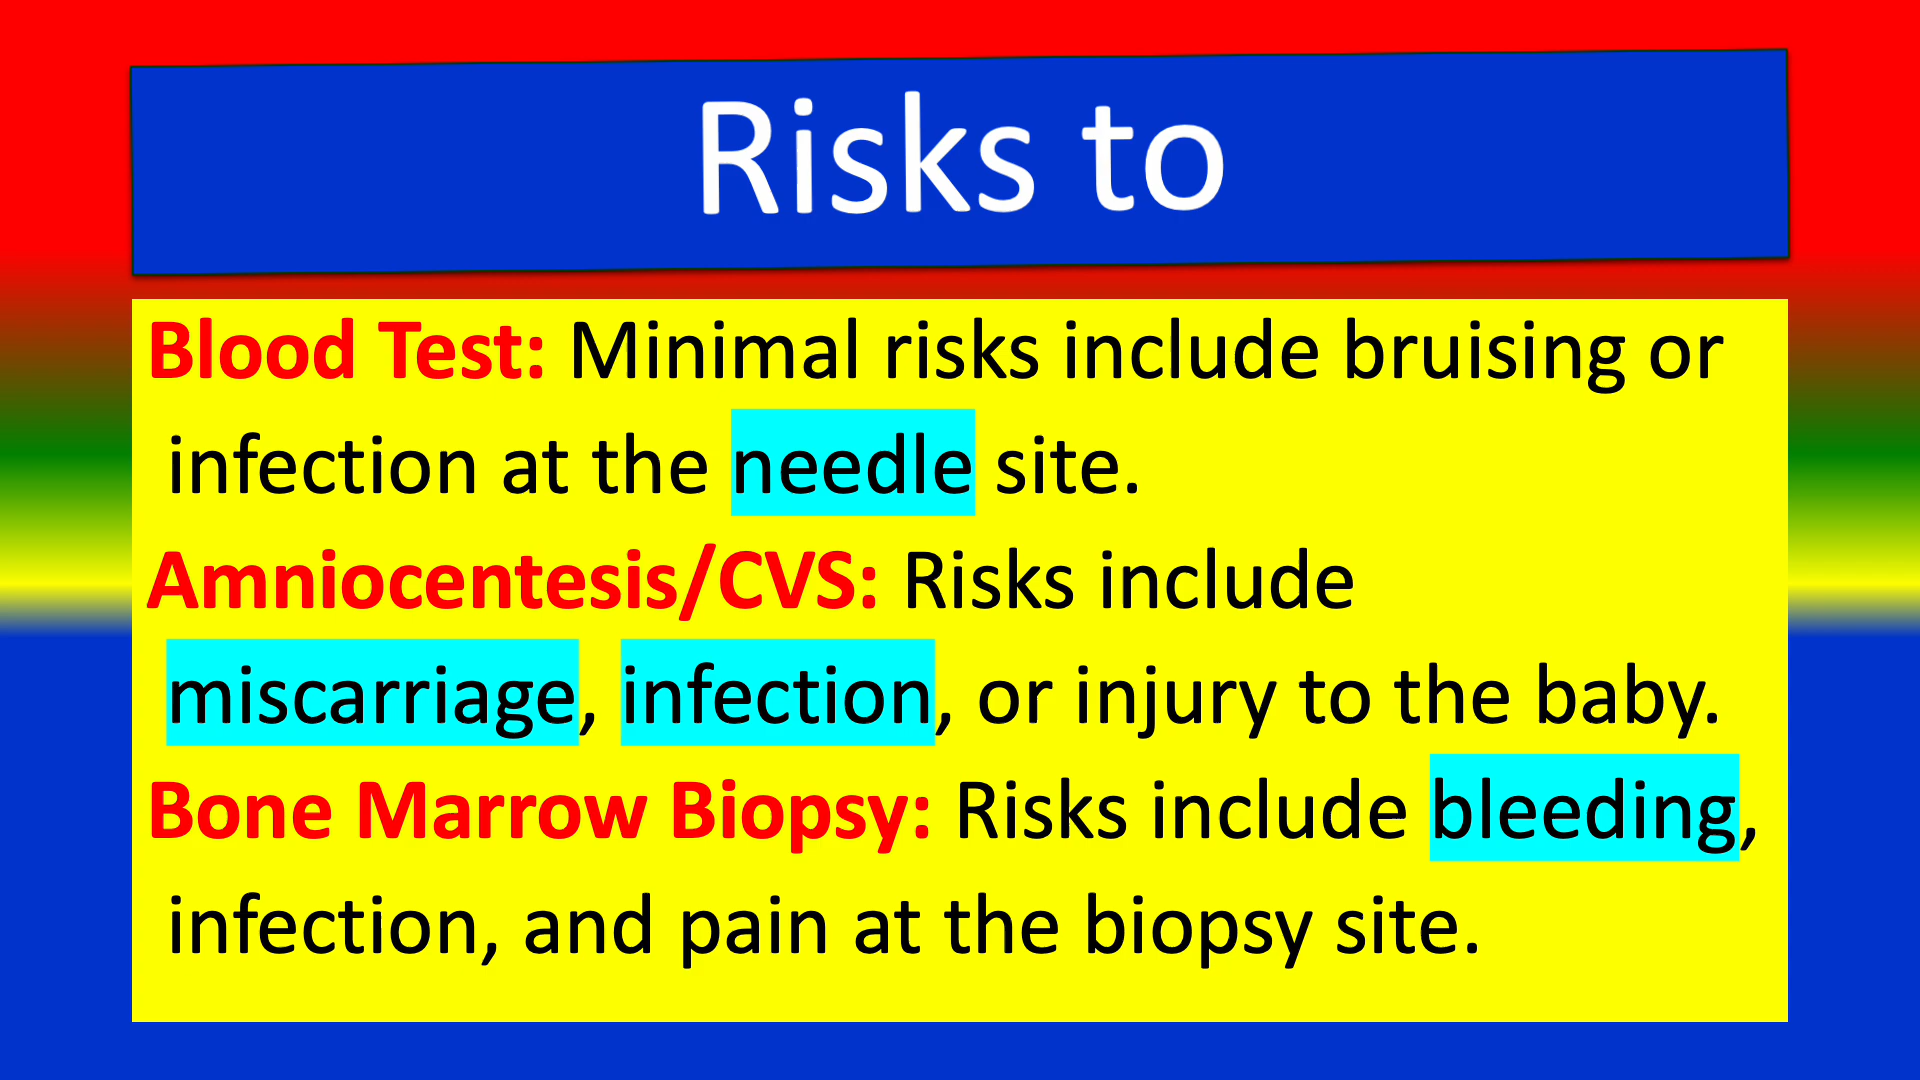 Risks to
Blood Test: Minimal risks include bruising or
infection at the needle site.
Amniocentesis/CVS: Risks include
miscarriage, infection, or injury to the baby.
Bone Marrow Biopsy: Risks include bleeding,
infection, and pain at the biopsy site.